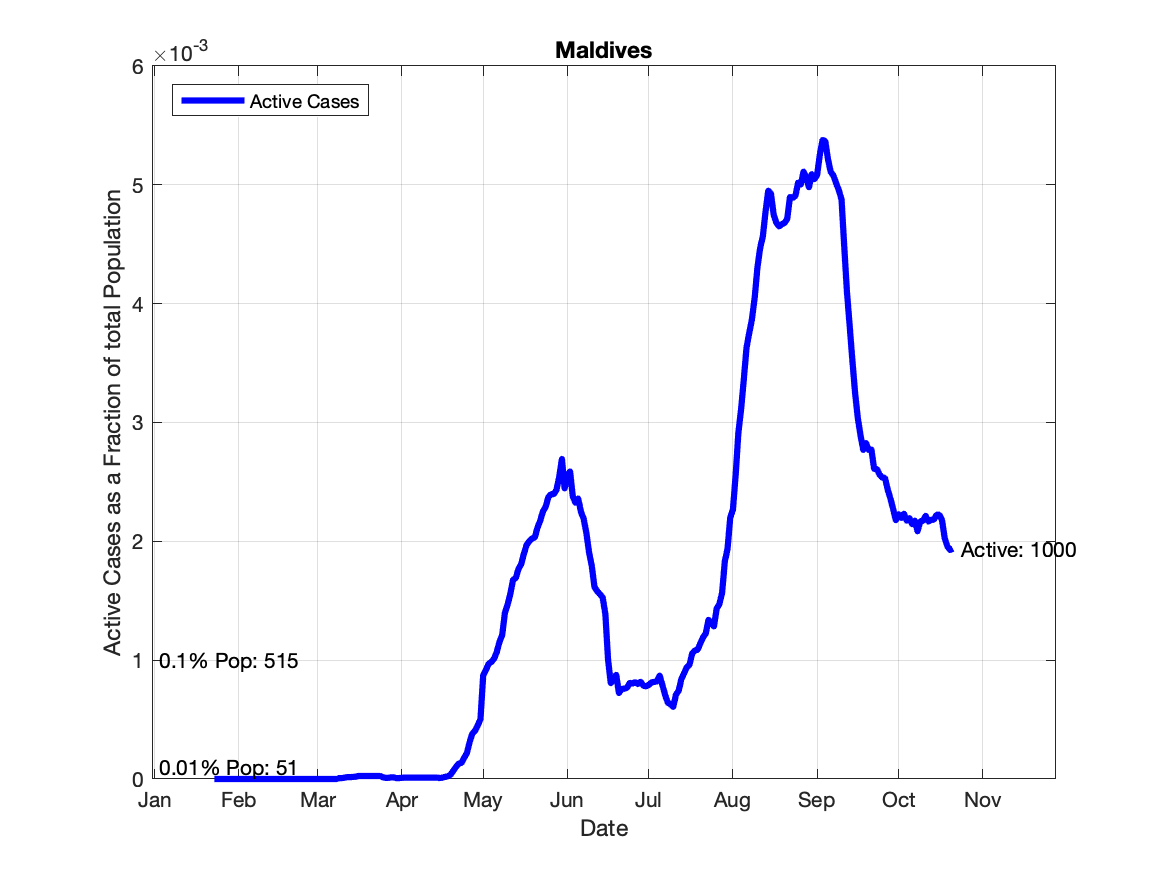 Maldives
×10-3
Active Cases
6
5
4
3
2
1
0
Active Cases as a Fraction of total Population
Active: 1000
0.1% Pop: 515
0.01% Pop: 51
Jan Feb Mar Apr May Jun Jul Aug Sep Oct Nov
Date